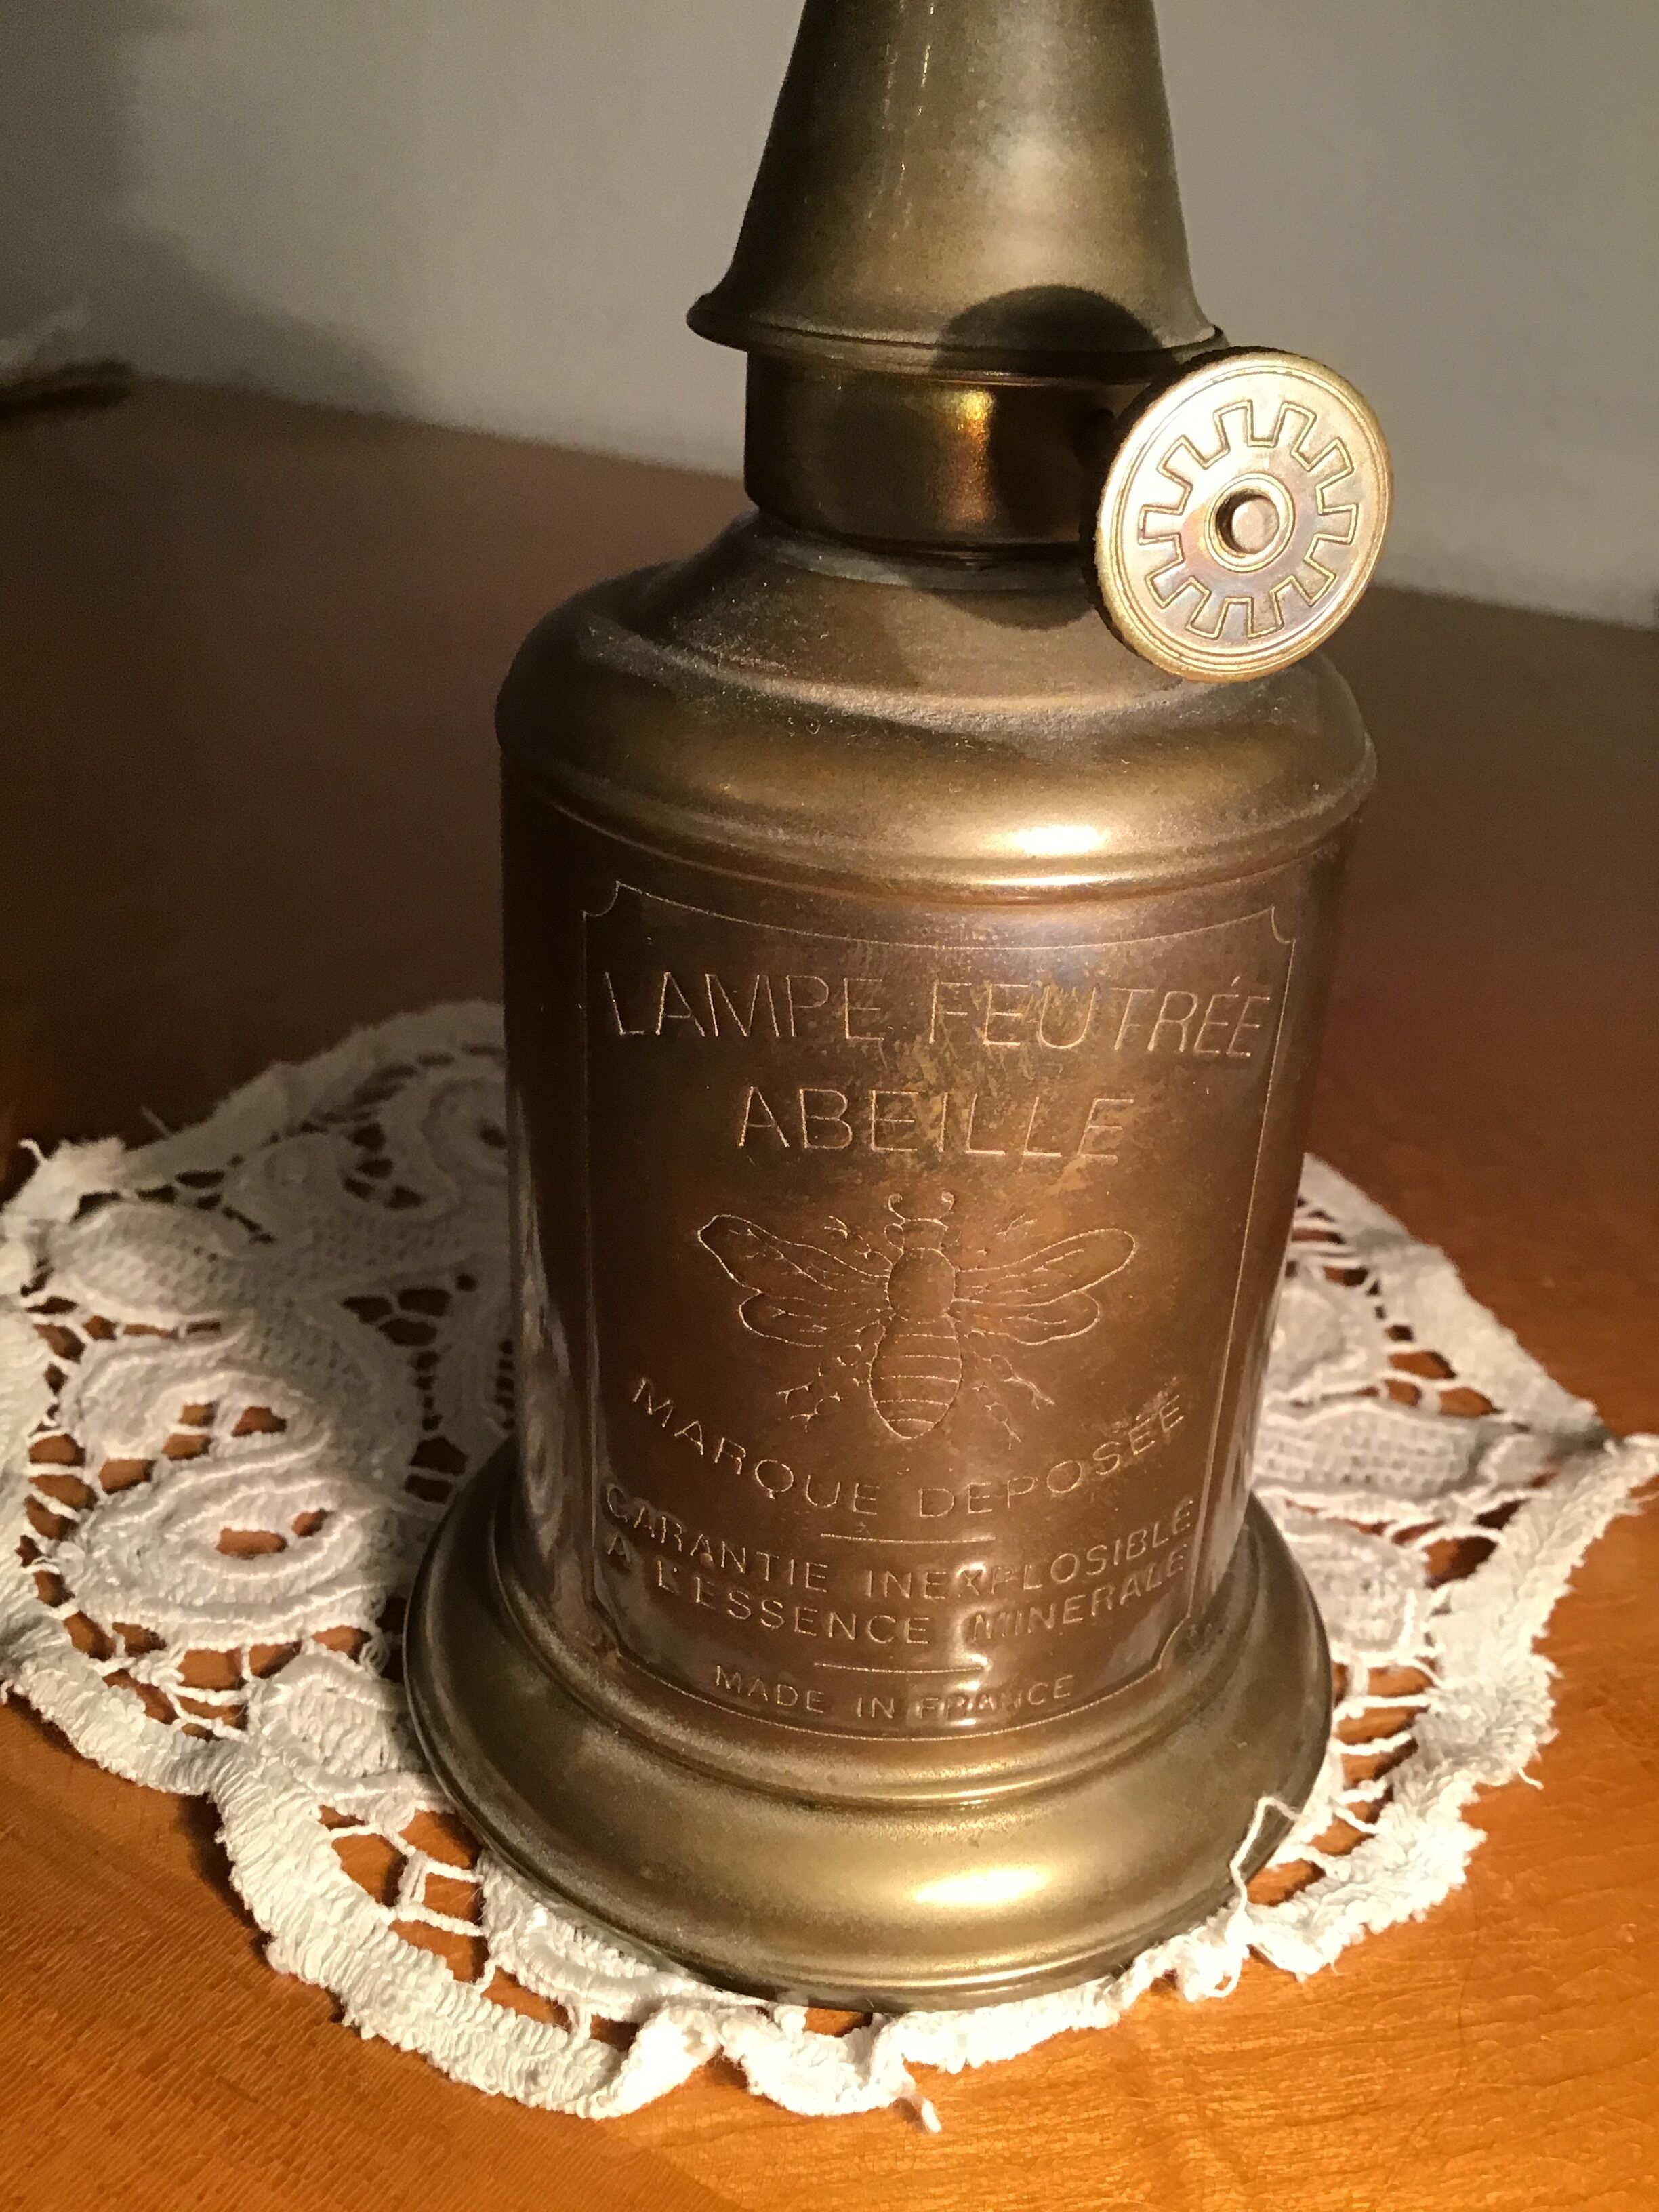 LAMPE FEUTRÉE
ABEILLE
MARQUE DEPOSÉE
GARANTIE INEXPLOSIBLE
A L'ESSENCE MINERALE
MADE IN FRANCE